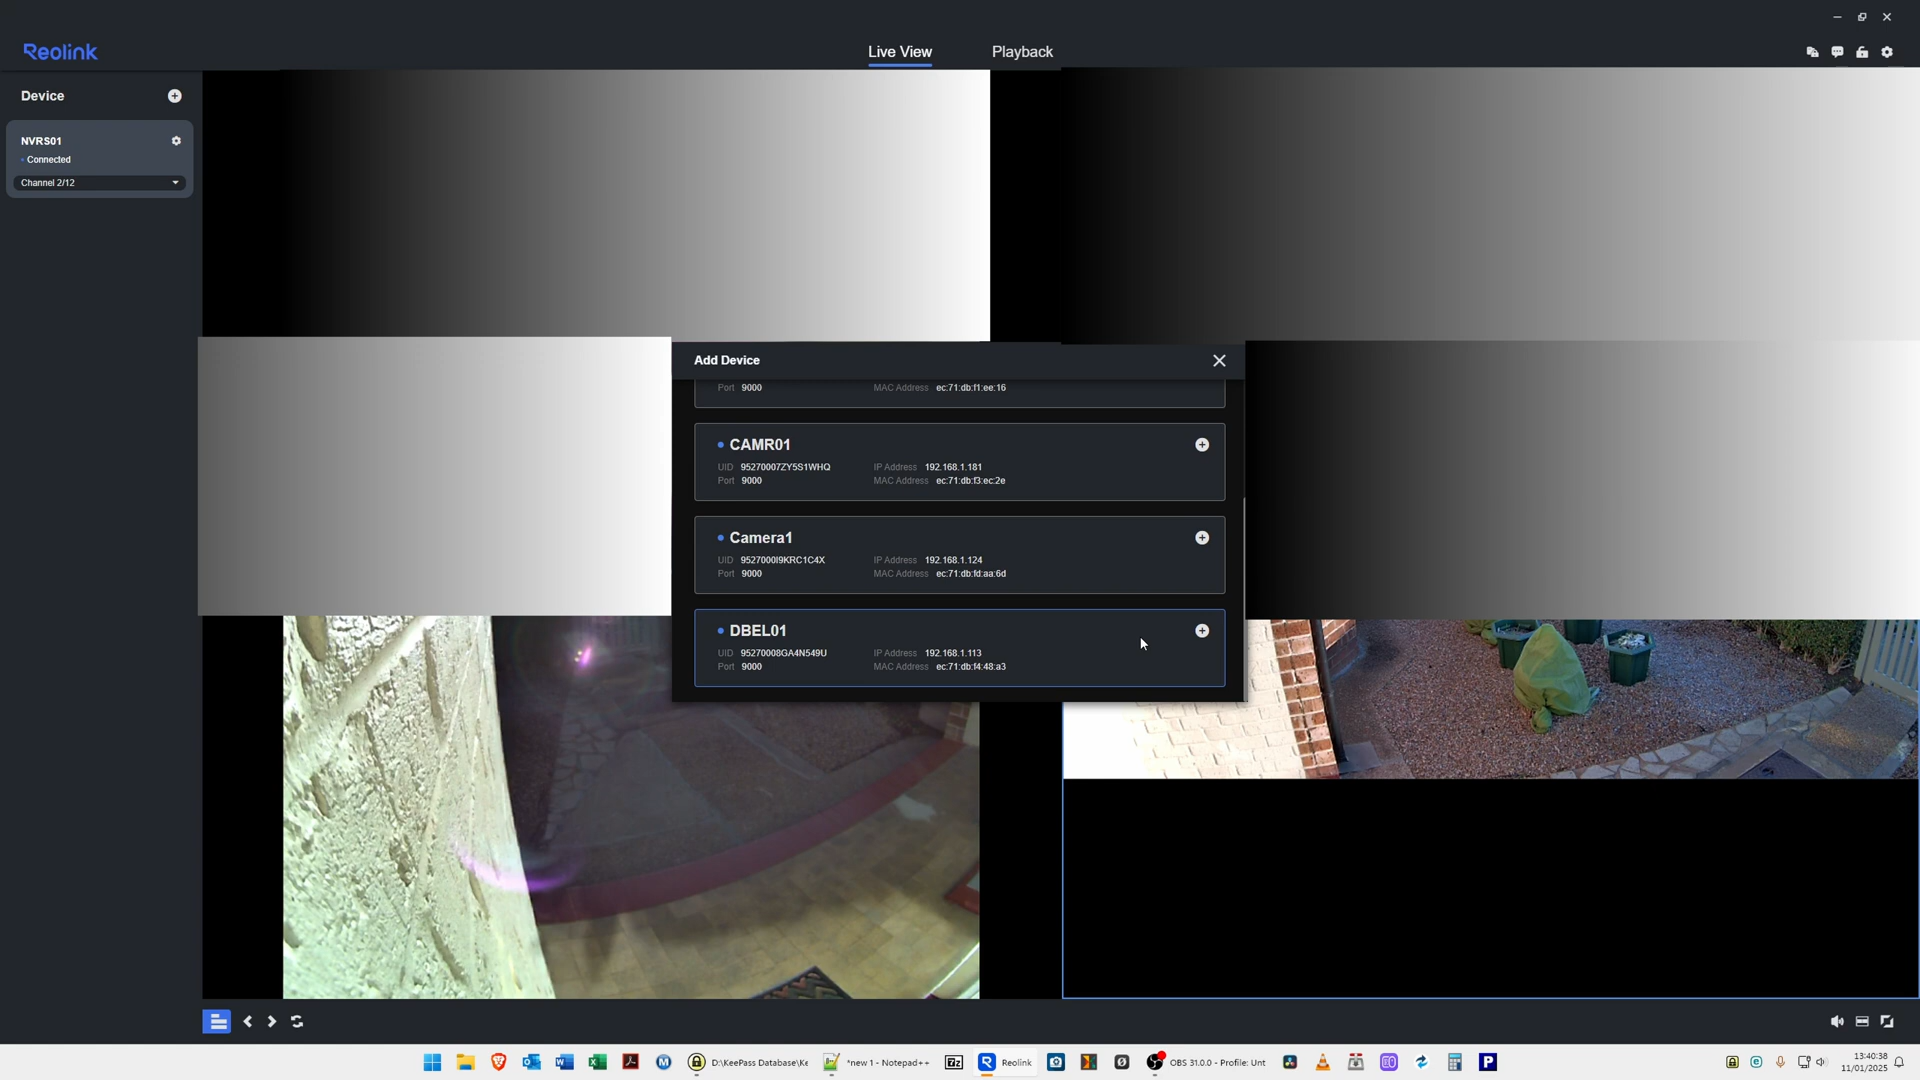 Reolink
Live View
Playback
Device
NVRS01
Connected
Channel 2/12
Add Device
Port 9000 MAC Address ec:71:db:f1:ee:16
CAMR01
UID 95270007ZY5S1WHQ IP Address 192.168.1.181
Port 9000 MAC Address ec:71:db:f3:ec:2e
Camera1
UID 9527000I9KRC1C4X IP Address 192.168.1.124
Port 9000 MAC Address ec:71:db:fd:aa:6d
DBEL01
UID 95270008GA4N549U IP Address 192.168.1.113
Port 9000 MAC Address ec:71:db:f4:48:a3
D:\KeePass Database\Ke
*new 1 - Notepad++
Reolink
OBS 31.0.0 - Profile: Unt
13:40:38
11/01/2025